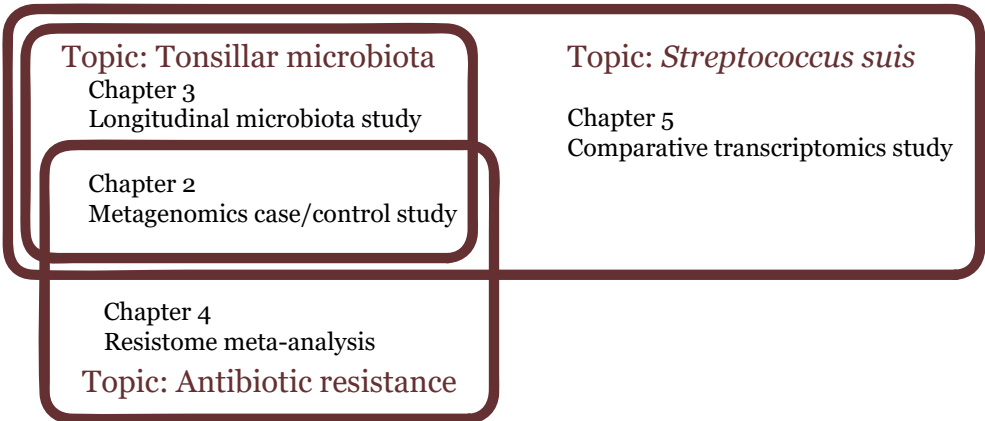 Topic: Tonsillar microbiota
Chapter 3
Longitudinal microbiota study
Chapter 2
Metagenomics case/control study
Topic: Streptococcus suis
Chapter 5
Comparative transcriptomics study
Chapter 4
Resistome meta-analysis
Topic: Antibiotic resistance